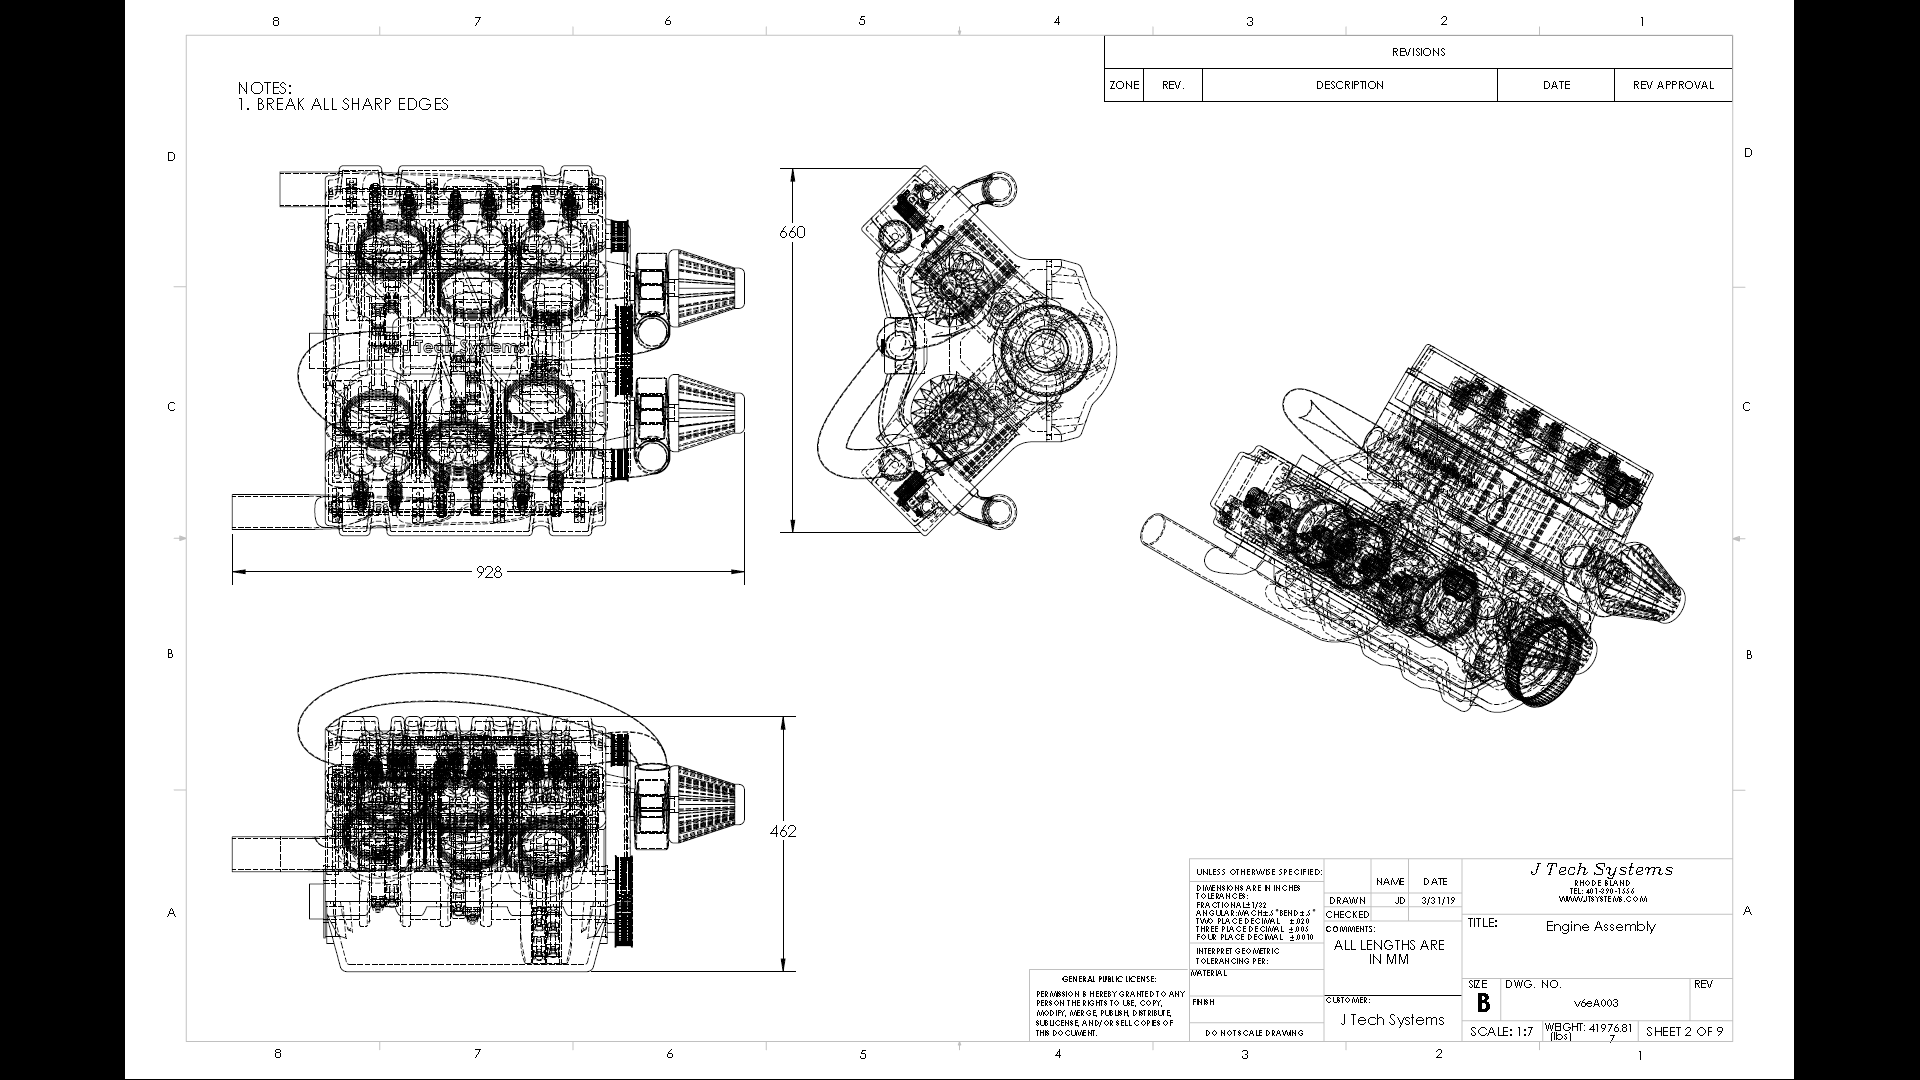 8 7 6 5 4 3 2 1
REVISIONS
ZONE REV. DESCRIPTION DATE REV APPROVAL
NOTES:
1. BREAK ALL SHARP EDGES
D D
660
J Tech Systems
C C
928
B B
462
A A
UNLESS OTHERWISE SPECIFIED:
DIMENSIONS ARE IN INCHES
TOLERANCES:
FRACTIONAL±1/32
ANGULAR:MACH±.5° BEND±.5°
TWO PLACE DECIMAL ±.020
THREE PLACE DECIMAL ±.005
FOUR PLACE DECIMAL ±.0010
INTERPRET GEOMETRIC
TOLERANCING PER:
MATERIAL
FINISH
DO NOT SCALE DRAWING
NAME DATE
DRAWN JD 3/31/19
CHECKED
COMMENTS:
ALL LENGTHS ARE
IN MM
CUSTOMER:
J Tech Systems
J Tech Systems
RHODE ISLAND
WWW.JTSYSTEMS.COM
TITLE:
Engine Assembly
SIZE DWG. NO. REV
B v6eA003
SCALE: 1:7 WEIGHT: 41976.81
(lbs) 7
SHEET 2 OF 9
GENERAL PUBLIC LICENSE:
PERMISSION IS HEREBY GRANTED TO ANY
PERSON THE RIGHTS TO USE, COPY,
MODIFY, MERGE, PUBLISH, DISTRIBUTE,
SUBLICENSE, AND/OR SELL COPIES OF
THIS DOCUMENT.
8 7 6 5 4 3 2 1